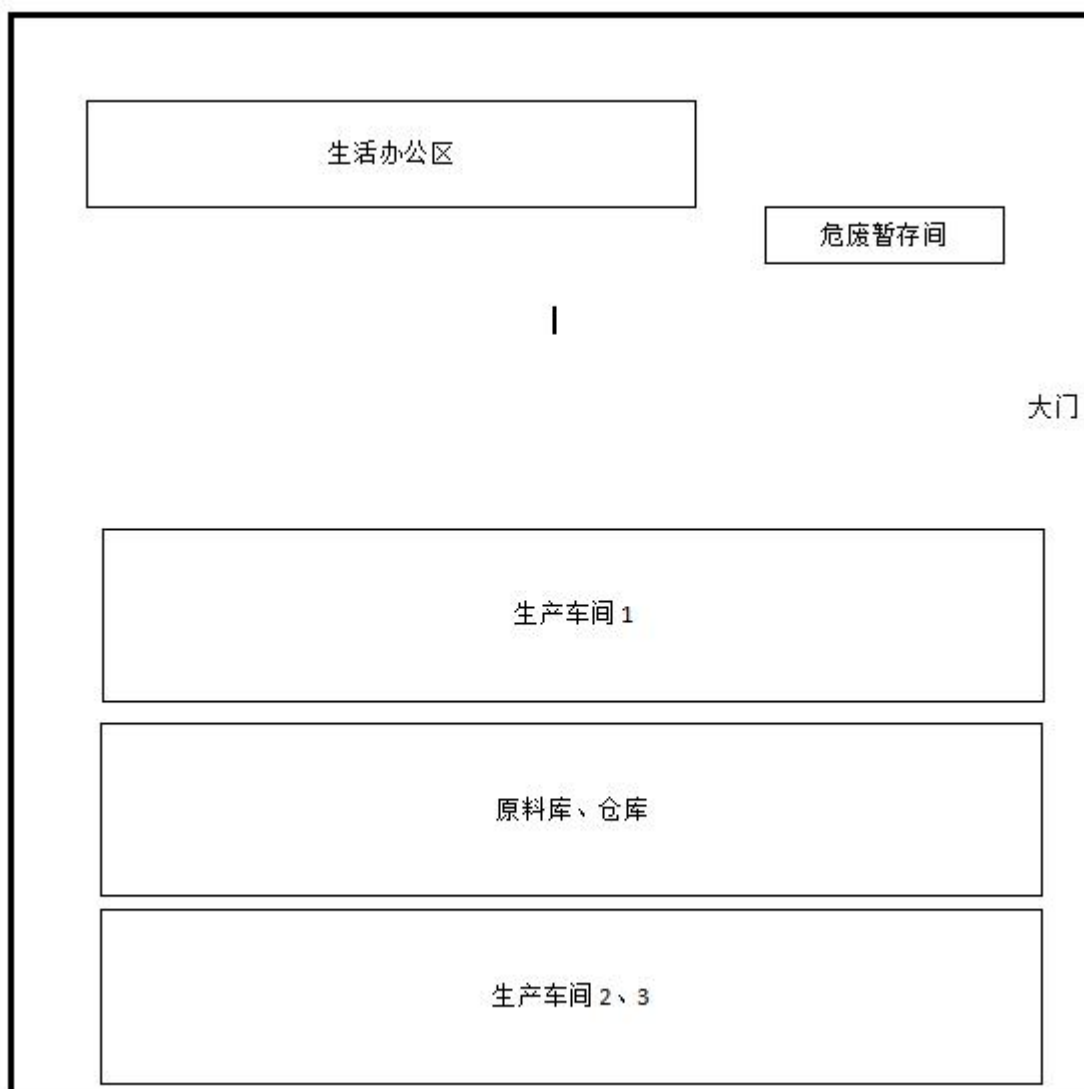 生活办公区
危废暂存间
大门
生产车间 1
原料库、仓库
生产车间 2、3